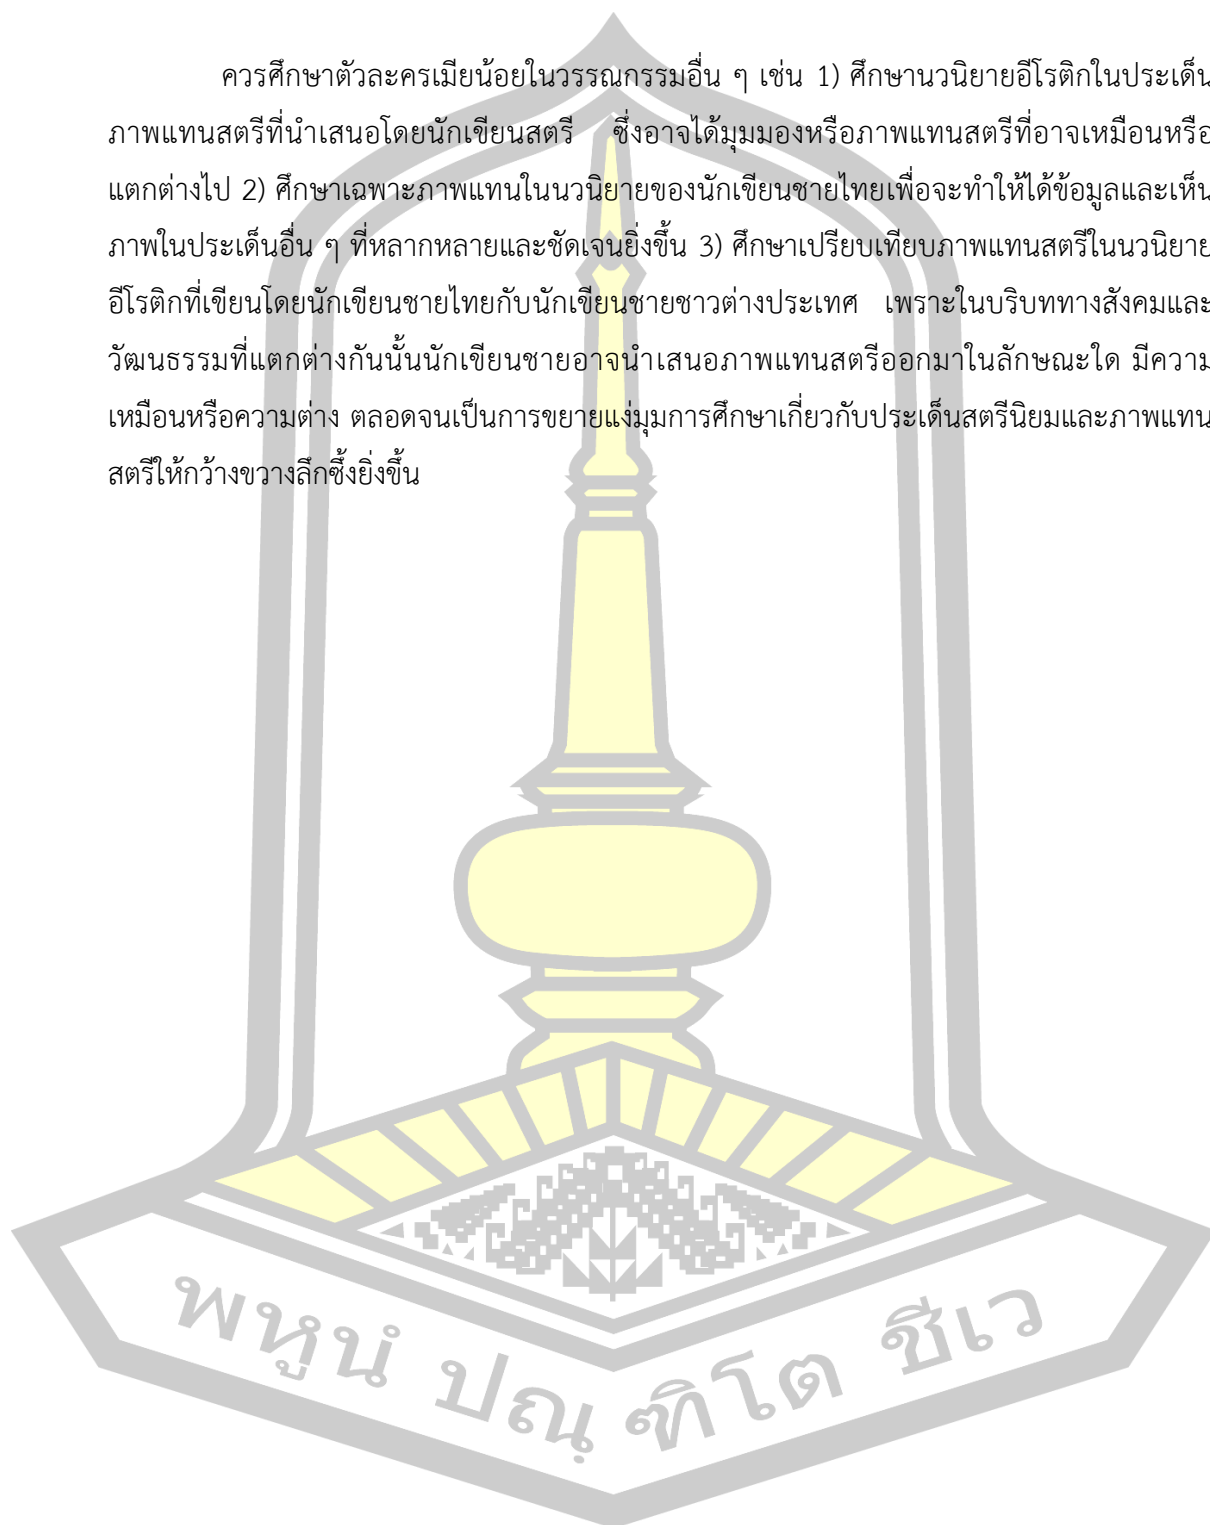 ควรศึกษาตัวละครเมียน้อยในวรรณกรรมอื่น ๆ เช่น 1) ศึกษานวนิยายอีโรติกในประเด็น
ภาพแทนสตรีที่นำเสนอโดยนักเขียนสตรี ซึ่งอาจได้มุมมองหรือภาพแทนสตรีที่อาจเหมือนหรือ
แตกต่างไป 2) ศึกษาเฉพาะภาพแทนในนวนิยายของนักเขียนชายไทยเพื่อจะทำให้ได้ข้อมูลและเห็น
ภาพในประเด็นอื่น ๆ ที่หลากหลายและชัดเจนยิ่งขึ้น 3) ศึกษาเปรียบเทียบภาพแทนสตรีในนวนิยาย
อีโรติกที่เขียนโดยนักเขียนชายไทยกับนักเขียนชายชาวต่างประเทศ เพราะในบริบททางสังคมและ
วัฒนธรรมที่แตกต่างกันนั้นนักเขียนชายอาจนำเสนอภาพแทนสตรีออกมาในลักษณะใด มีความ
เหมือนหรือความต่าง ตลอดจนเป็นการขยายแง่มุมการศึกษาเกี่ยวกับประเด็นสตรีนิยมและภาพแทน
สตรีให้กว้างขวางลึกซึ้งยิ่งขึ้น
พหูนํ ปณฺฑิโต ชีเว